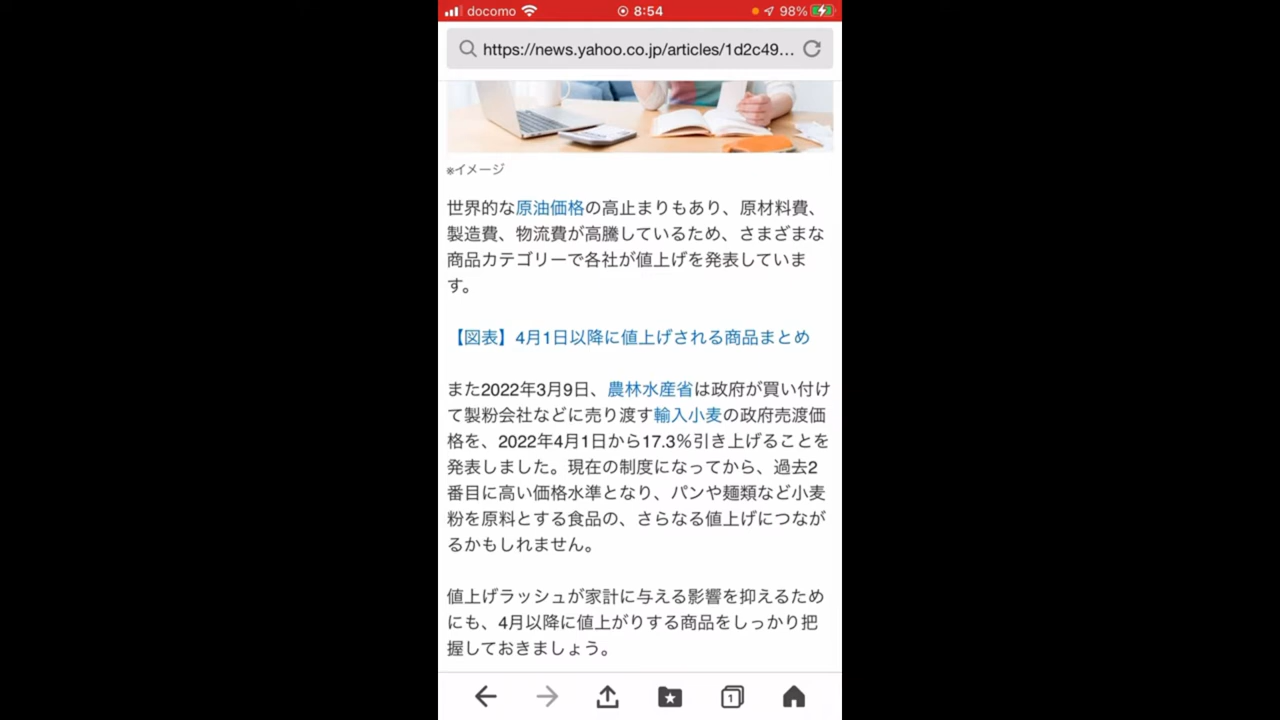 docomo 8:54 98%
https://news.yahoo.co.jp/articles/1d2c49...
※イメージ
世界的な原油価格の高止まりもあり、原材料費、
製造費、物流費が高騰しているため、さまざまな
商品カテゴリーで各社が値上げを発表していま
す。
【図表】4月1日以降に値上げされる商品まとめ
また2022年3月9日、農林水産省は政府が買い付け
て製粉会社などに売り渡す輸入小麦の政府売渡価
格を、2022年4月1日から17.3%引き上げることを
発表しました。現在の制度になってから、過去2
番目に高い価格水準となり、パンや麺類など小麦
粉を原料とする食品の、さらなる値上げにつなが
るかもしれません。
値上げラッシュが家計に与える影響を抑えるため
にも、4月以降に値上がりする商品をしっかり把
握しておきましょう。
1